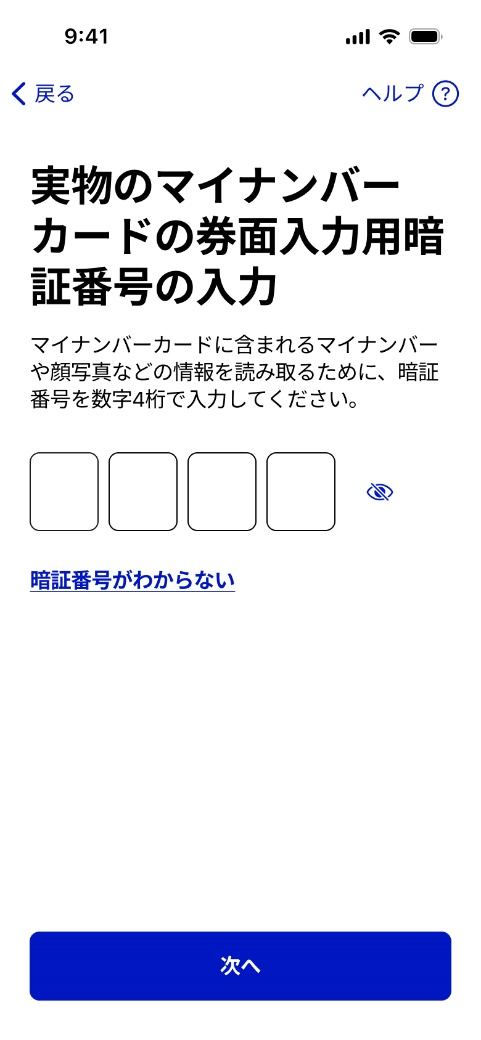 9:41
戻る
ヘルプ ?
実物のマイナンバー
カードの券面入力用暗
証番号の入力
マイナンバーカードに含まれるマイナンバー
や顔写真などの情報を読み取るために、暗証
番号を数字4桁で入力してください。
暗証番号がわからない
次へ